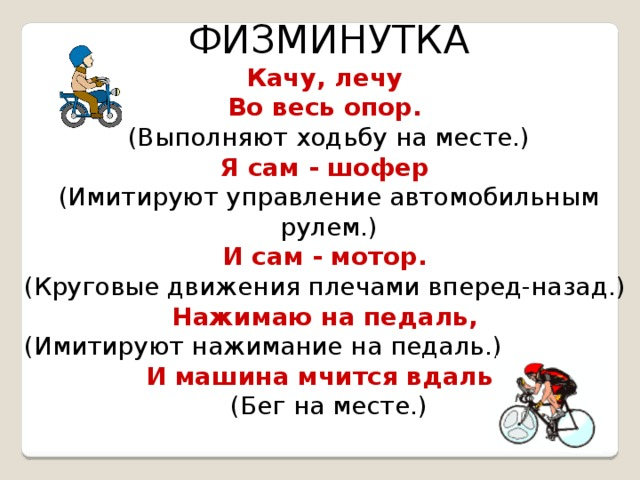 ФИЗМИНУТКА
Качу, лечу
Во весь опор.
(Выполняют ходьбу на месте.)
Я сам - шофер
(Имитируют управление автомобильным
рулем.)
И сам - мотор.
(Круговые движения плечами вперед-назад.)
Нажимаю на педаль,
(Имитируют нажимание на педаль.)
И машина мчится вдаль
(Бег на месте.)